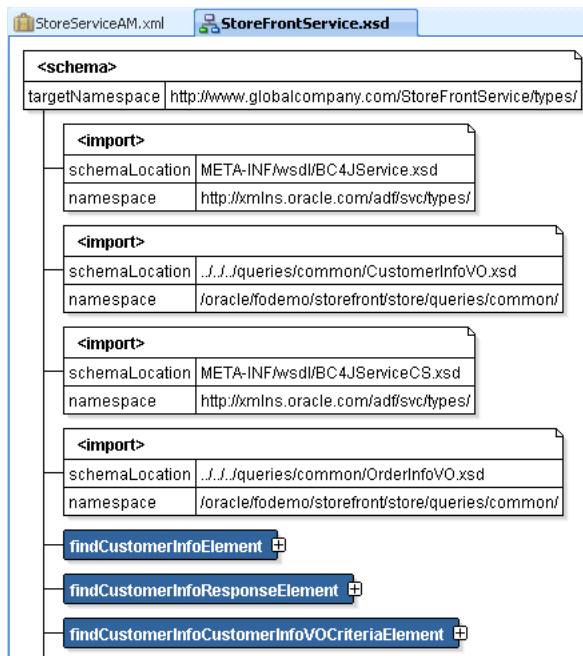 StoreServiceAM.xml StoreFrontService.xsd
<schema>
targetNamespace http://www.globalcompany.com/StoreFrontService/types/
<import>
schemaLocation META-INF/wsdl/BC4JService.xsd
namespace http://xmlns.oracle.com/adf/svc/types/
<import>
schemaLocation ../../../queries/common/CustomerInfoVO.xsd
namespace /oracle/fodemo/storefront/store/queries/common/
<import>
schemaLocation META-INF/wsdl/BC4JServiceCS.xsd
namespace http://xmlns.oracle.com/adf/svc/types/
<import>
schemaLocation ../../../queries/common/OrderInfoVO.xsd
namespace /oracle/fodemo/storefront/store/queries/common/
findCustomerInfoElement
findCustomerInfoResponseElement
findCustomerInfoCustomerInfoVOCriteriaElement